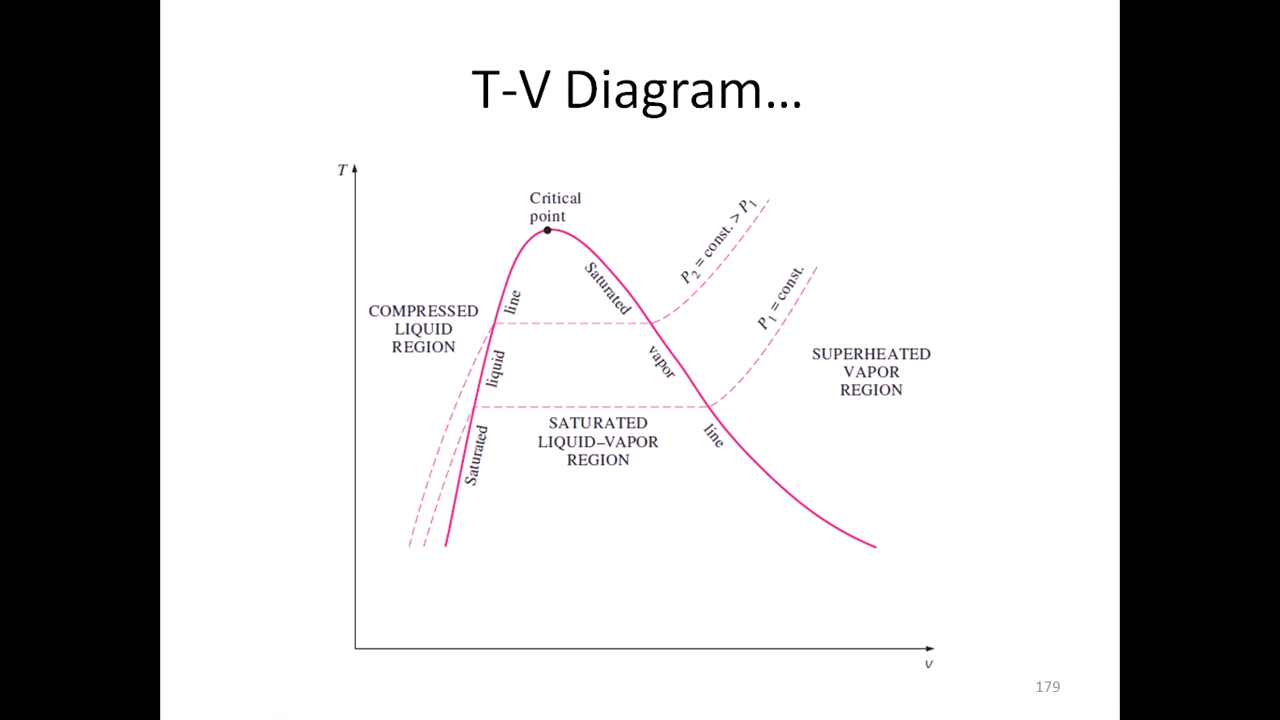 T-V Diagram...
T
Critical
point
P2 = const. > P1
P1 = const.
Saturated
line
COMPRESSED
LIQUID
REGION
liquid
vapor
SUPERHEATED
VAPOR
REGION
SATURATED
LIQUID–VAPOR
REGION
Saturated
line
v
179